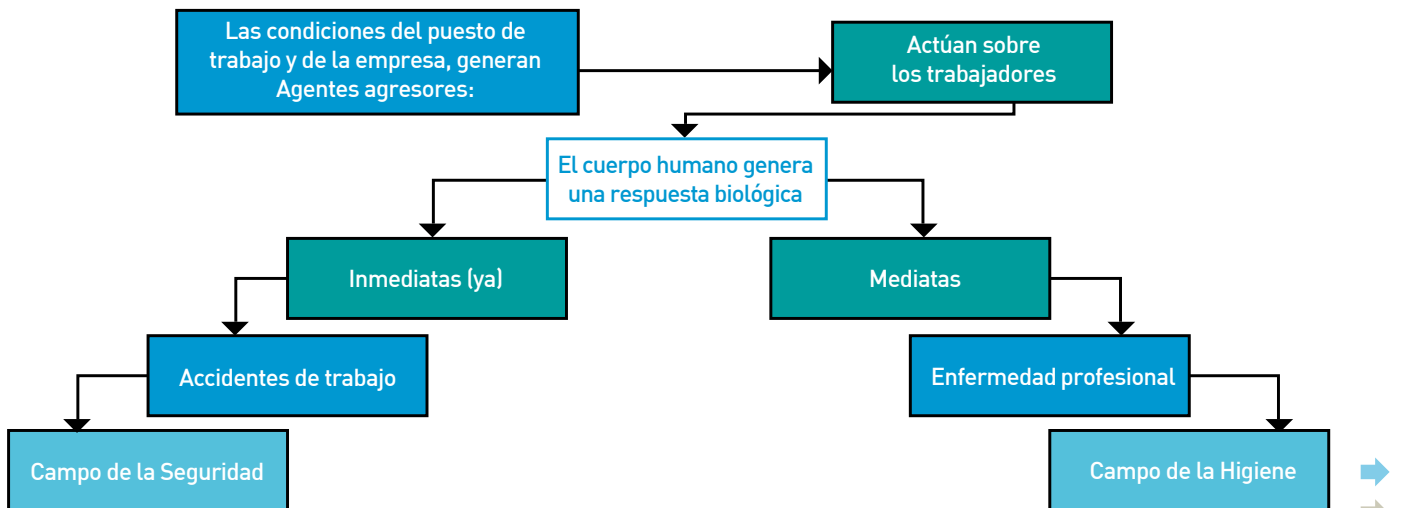 Las condiciones del puesto de
trabajo y de la empresa, generan
Agentes agresores:
Actúan sobre
los trabajadores
El cuerpo humano genera
una respuesta biológica
Inmediatas (ya)
Mediatas
Accidentes de trabajo
Enfermedad profesional
Campo de la Seguridad
Campo de la Higiene